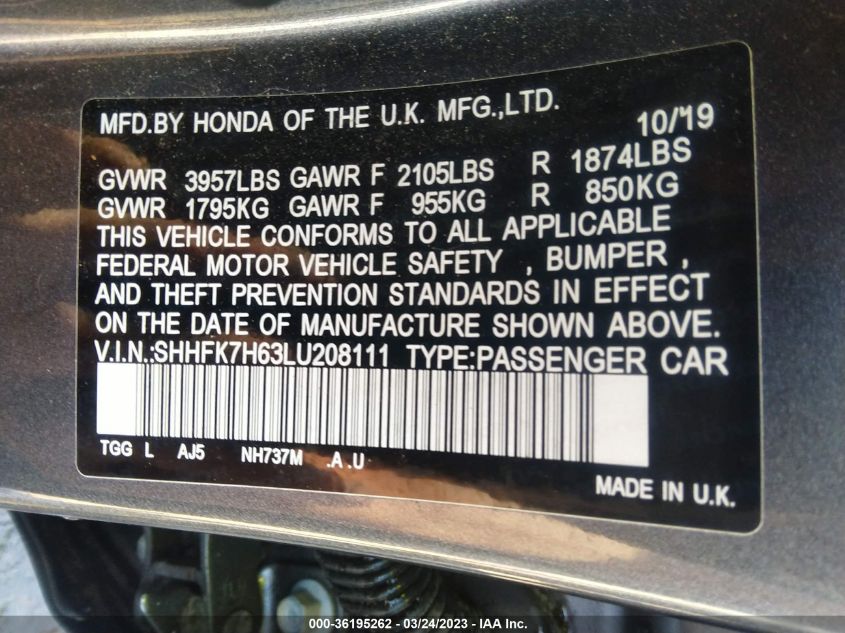 MFD.BY HONDA OF THE U.K. MFG.,LTD. 10/'19
GVWR 3957LBS GAWR F 2105LBS R 1874LBS
GVWR 1795KG GAWR F 955KG R 850KG
THIS VEHICLE CONFORMS TO ALL APPLICABLE
FEDERAL MOTOR VEHICLE SAFETY , BUMPER ,
AND THEFT PREVENTION STANDARDS IN EFFECT
ON THE DATE OF MANUFACTURE SHOWN ABOVE.
V.I.N.:SHHFK7H63LU208111 TYPE:PASSENGER CAR
TGG L AJ5 NH737M .A .U
MADE IN U.K.
000-36195262 - 03/24/2023 - IAA Inc.